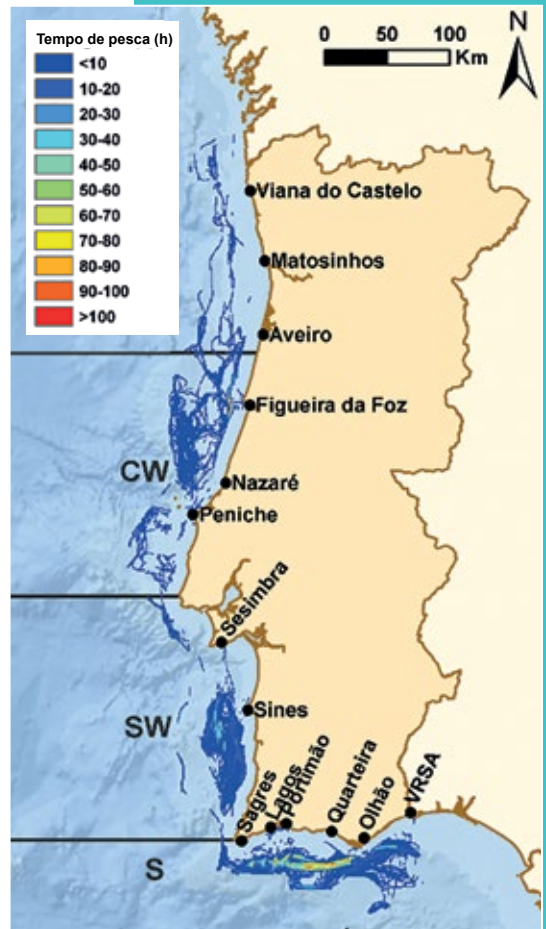 Tempo de pesca (h)
<10
10-20
20-30
30-40
40-50
50-60
60-70
70-80
80-90
90-100
>100
0 50 100
Km
N
Viana do Castelo
Matosinhos
Aveiro
Figueira da Foz
CW
Nazaré
Peniche
Sesimbra
SW
Sines
Sagres
Lagos
Portimão
Quarteira
Olhão
VRSA
S